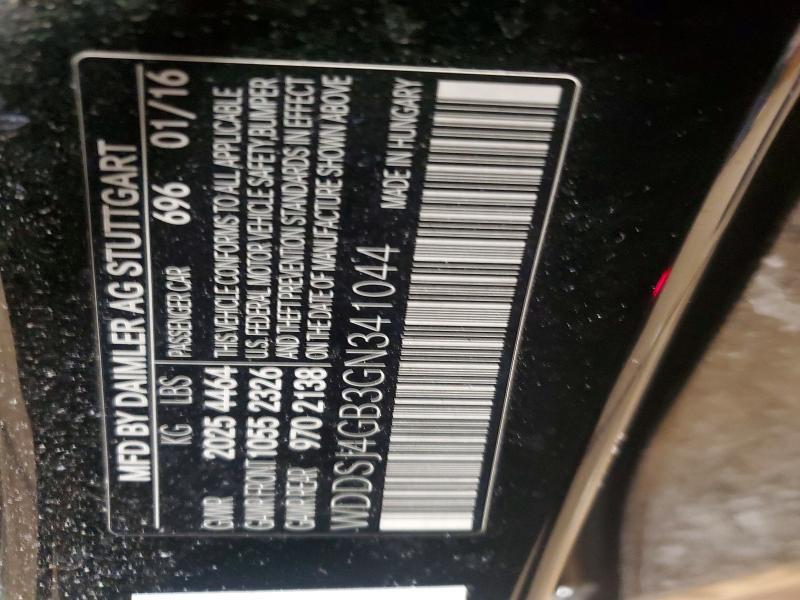 MFD BY DAIMLER AG STUTTGART
KG LBS PASSENGER CAR 696 01/16
GVWR 2025 4464 THIS VEHICLE CONFORMS TO ALL APPLICABLE
GAWR FRONT 1055 2326 U.S. FEDERAL MOTOR VEHICLE SAFETY,BUMPER
GAWR REAR 970 2138 AND THEFT PREVENTION STANDARDS IN EFFECT
ON THE DATE OF MANUFACTURE SHOWN ABOVE
WDDSJ4GB3GN341044 MADE IN HUNGARY